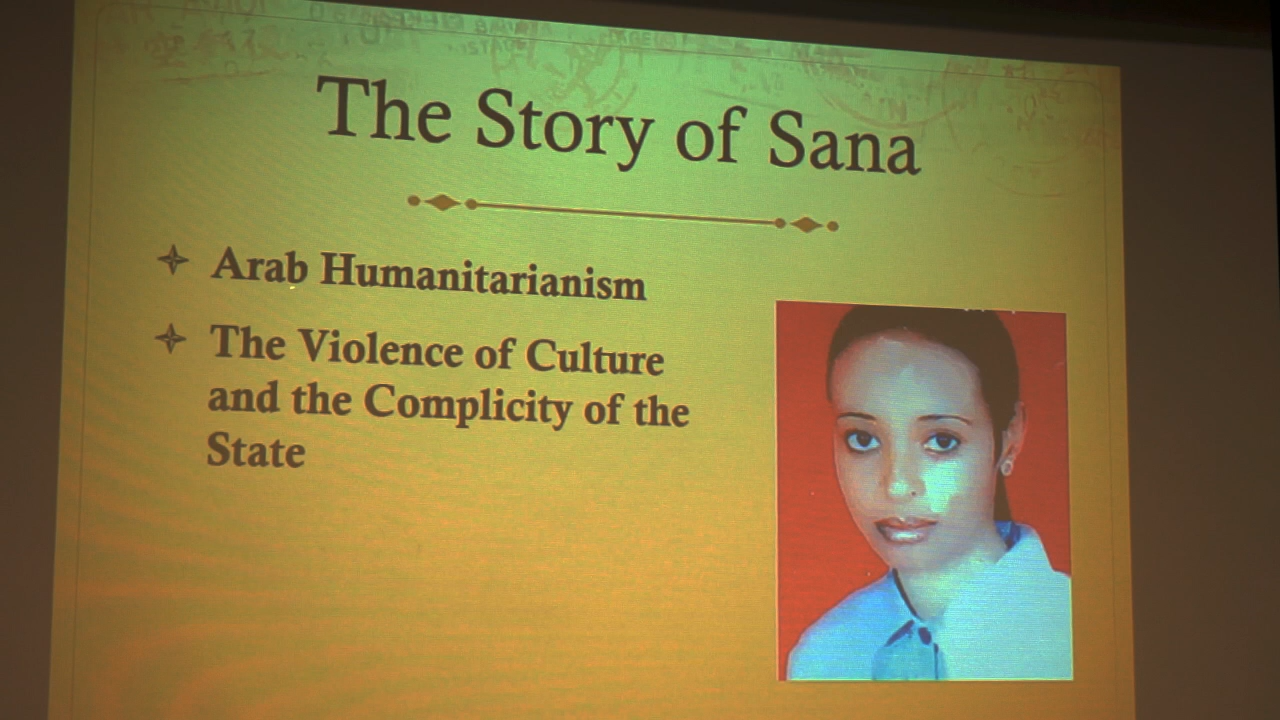 The Story of Sana
Arab Humanitarianism
The Violence of Culture
and the Complicity of the
State